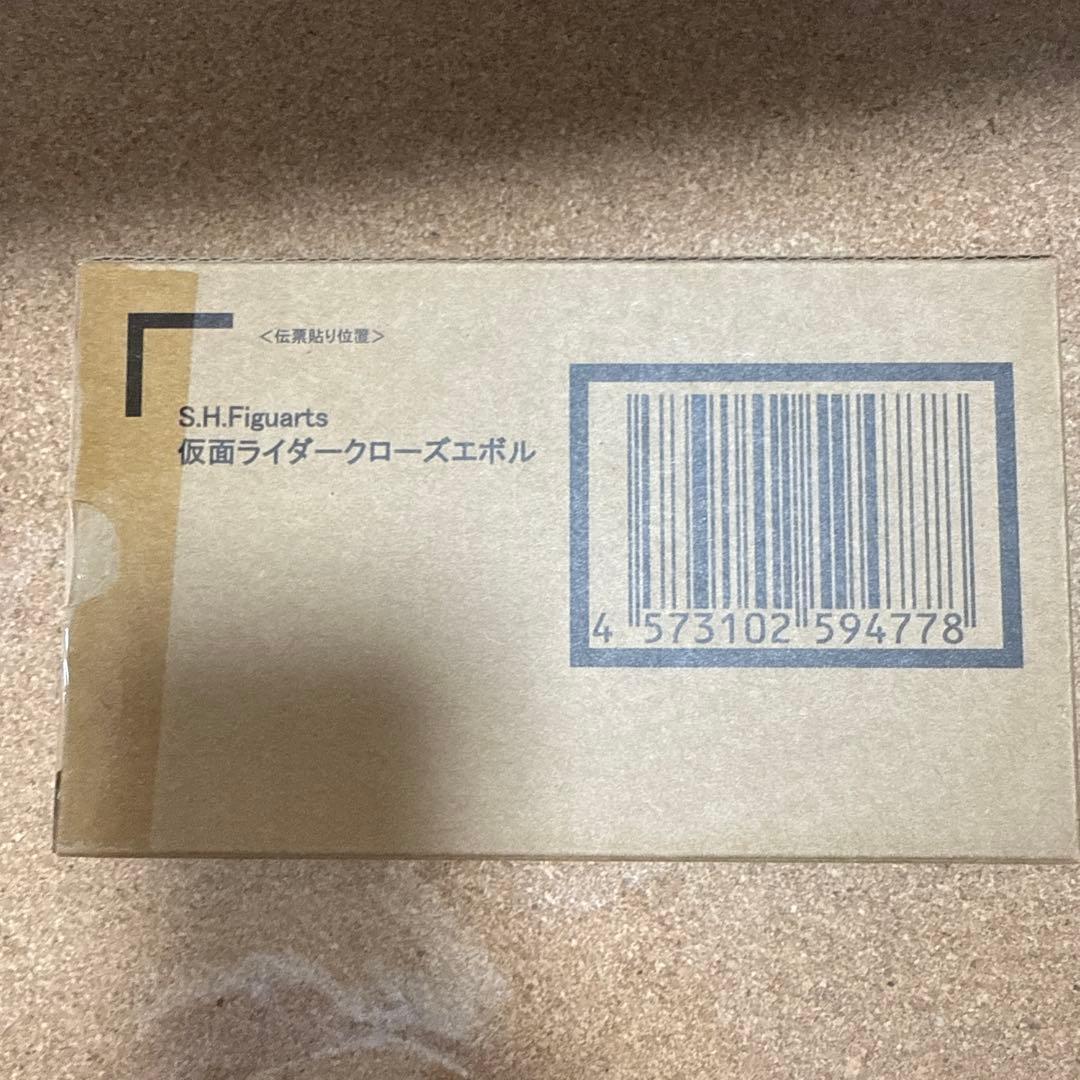 <伝票貼り位置>
S.H.Figuarts
仮面ライダークローズエボル
4 573102 594778